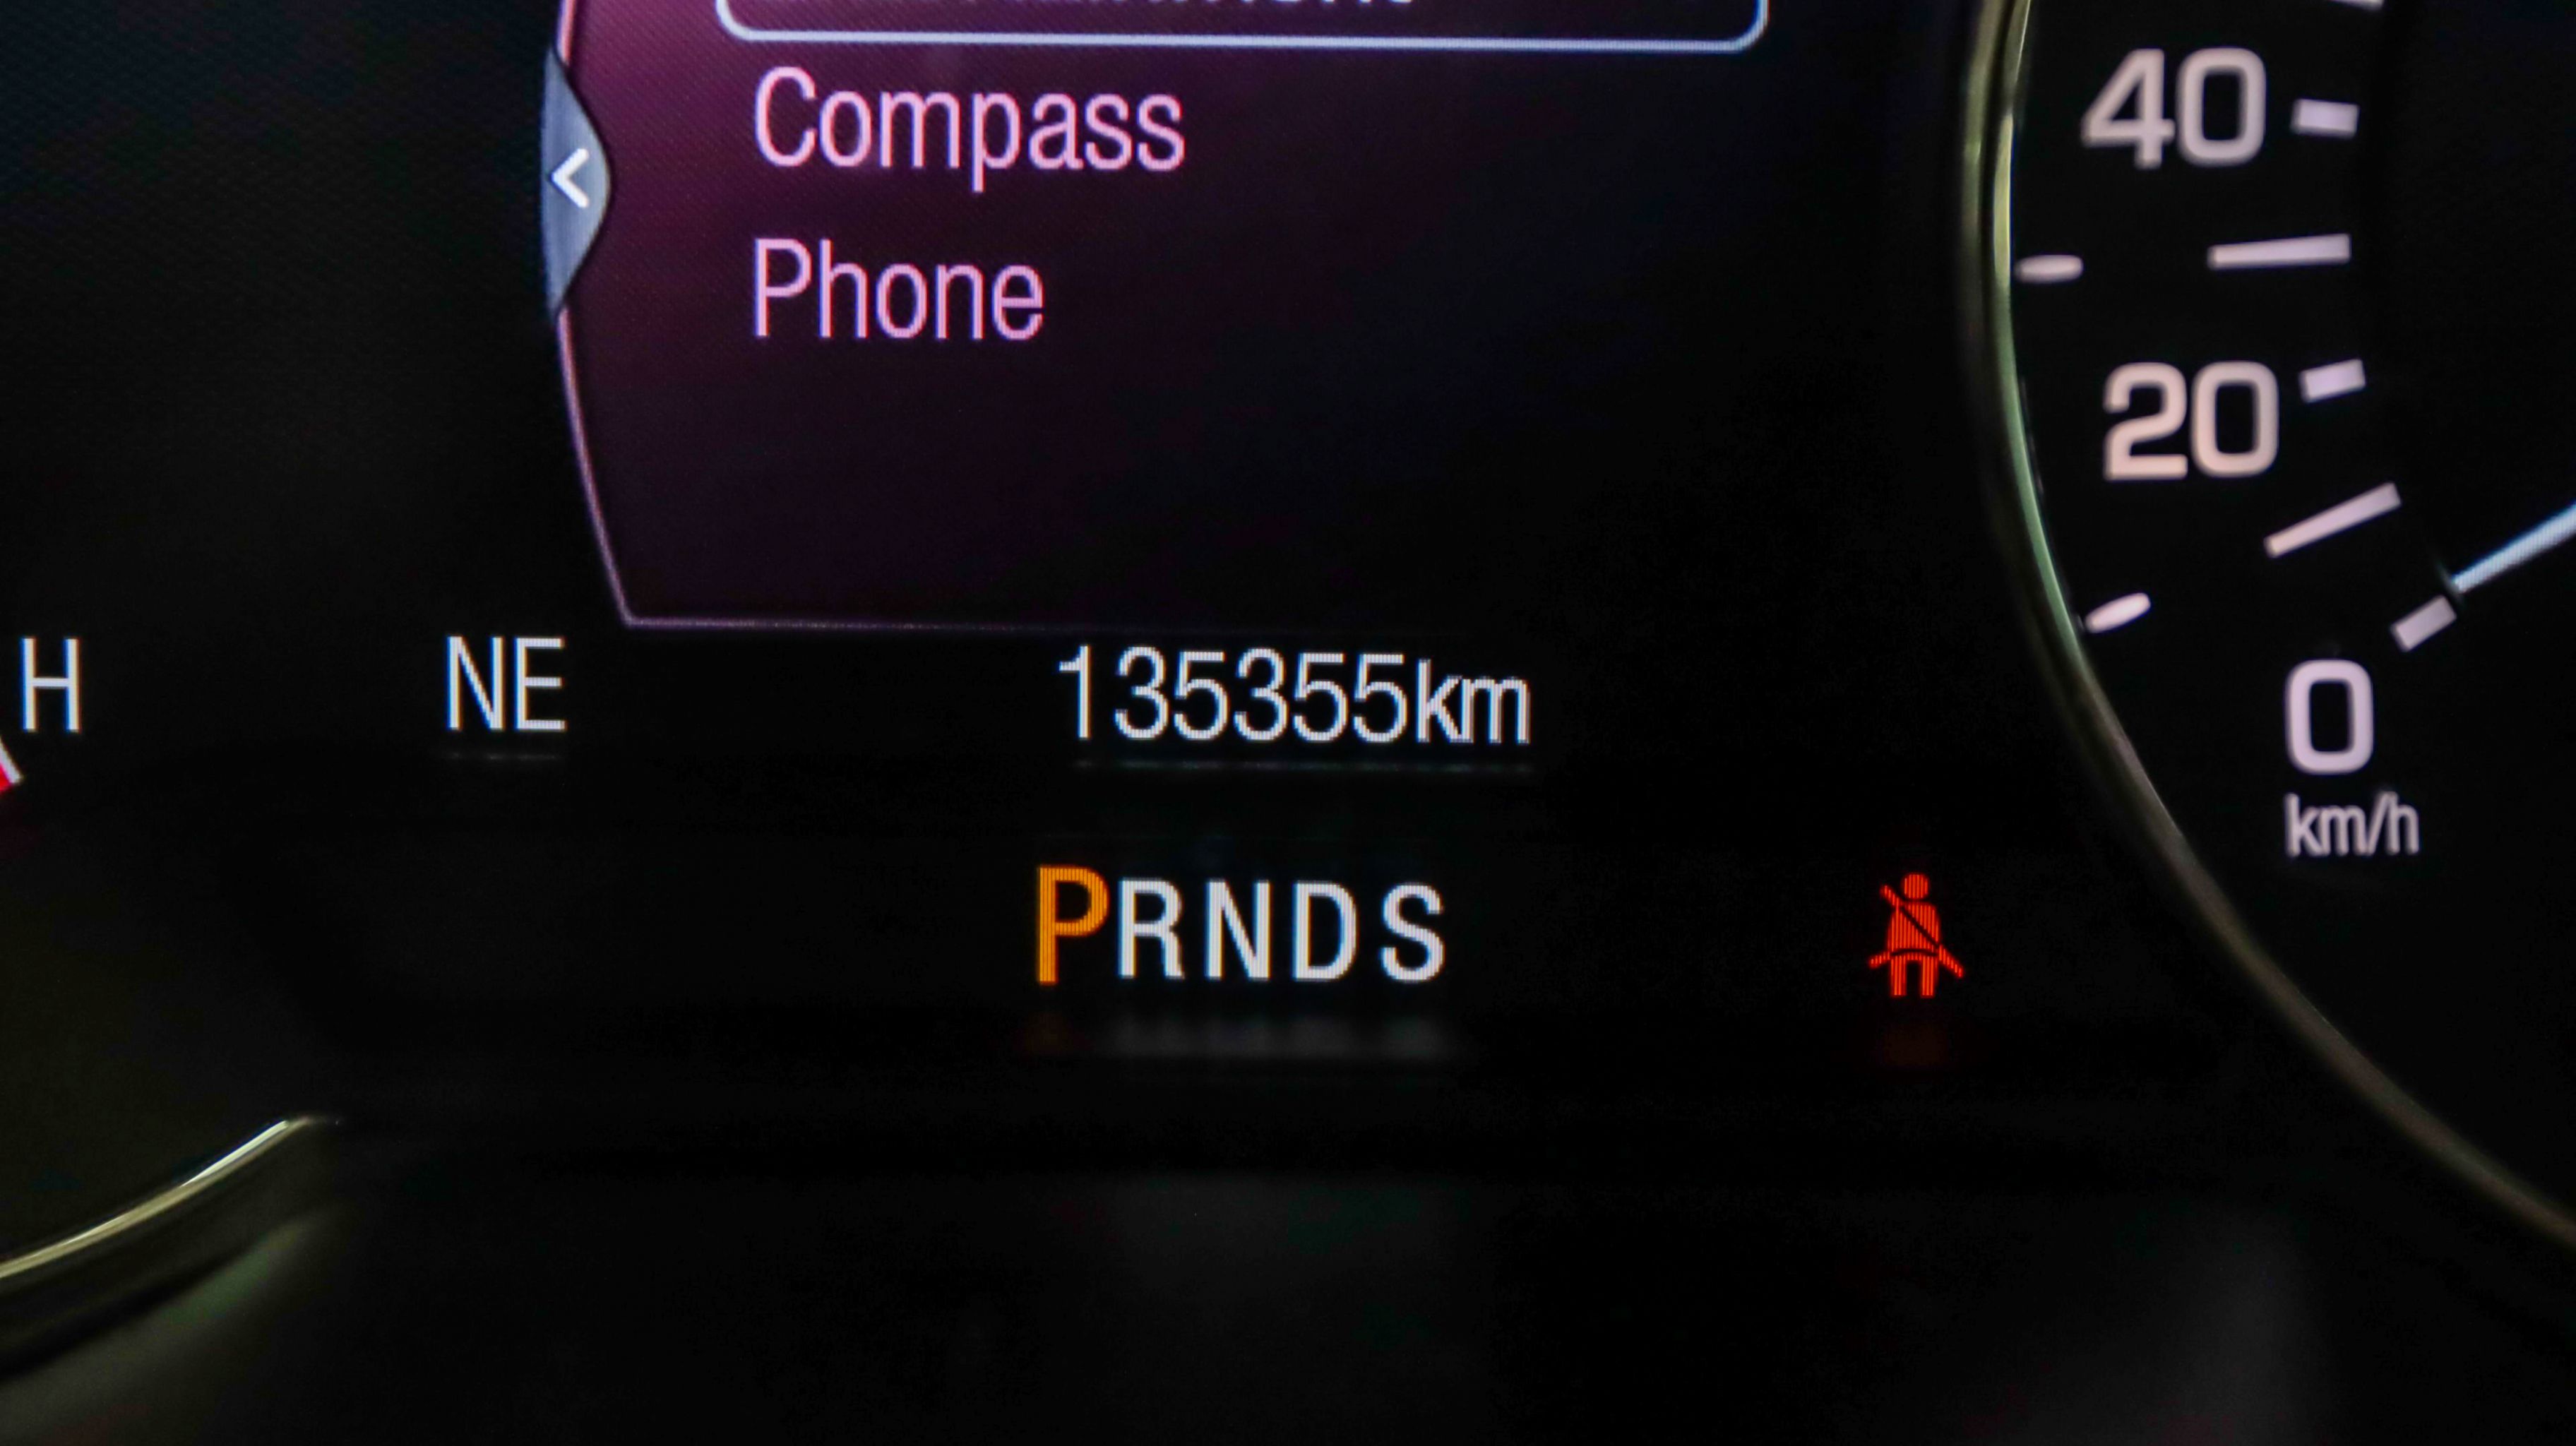 Compass
Phone
40
20
0
km/h
H
NE
135355km
PRNDS